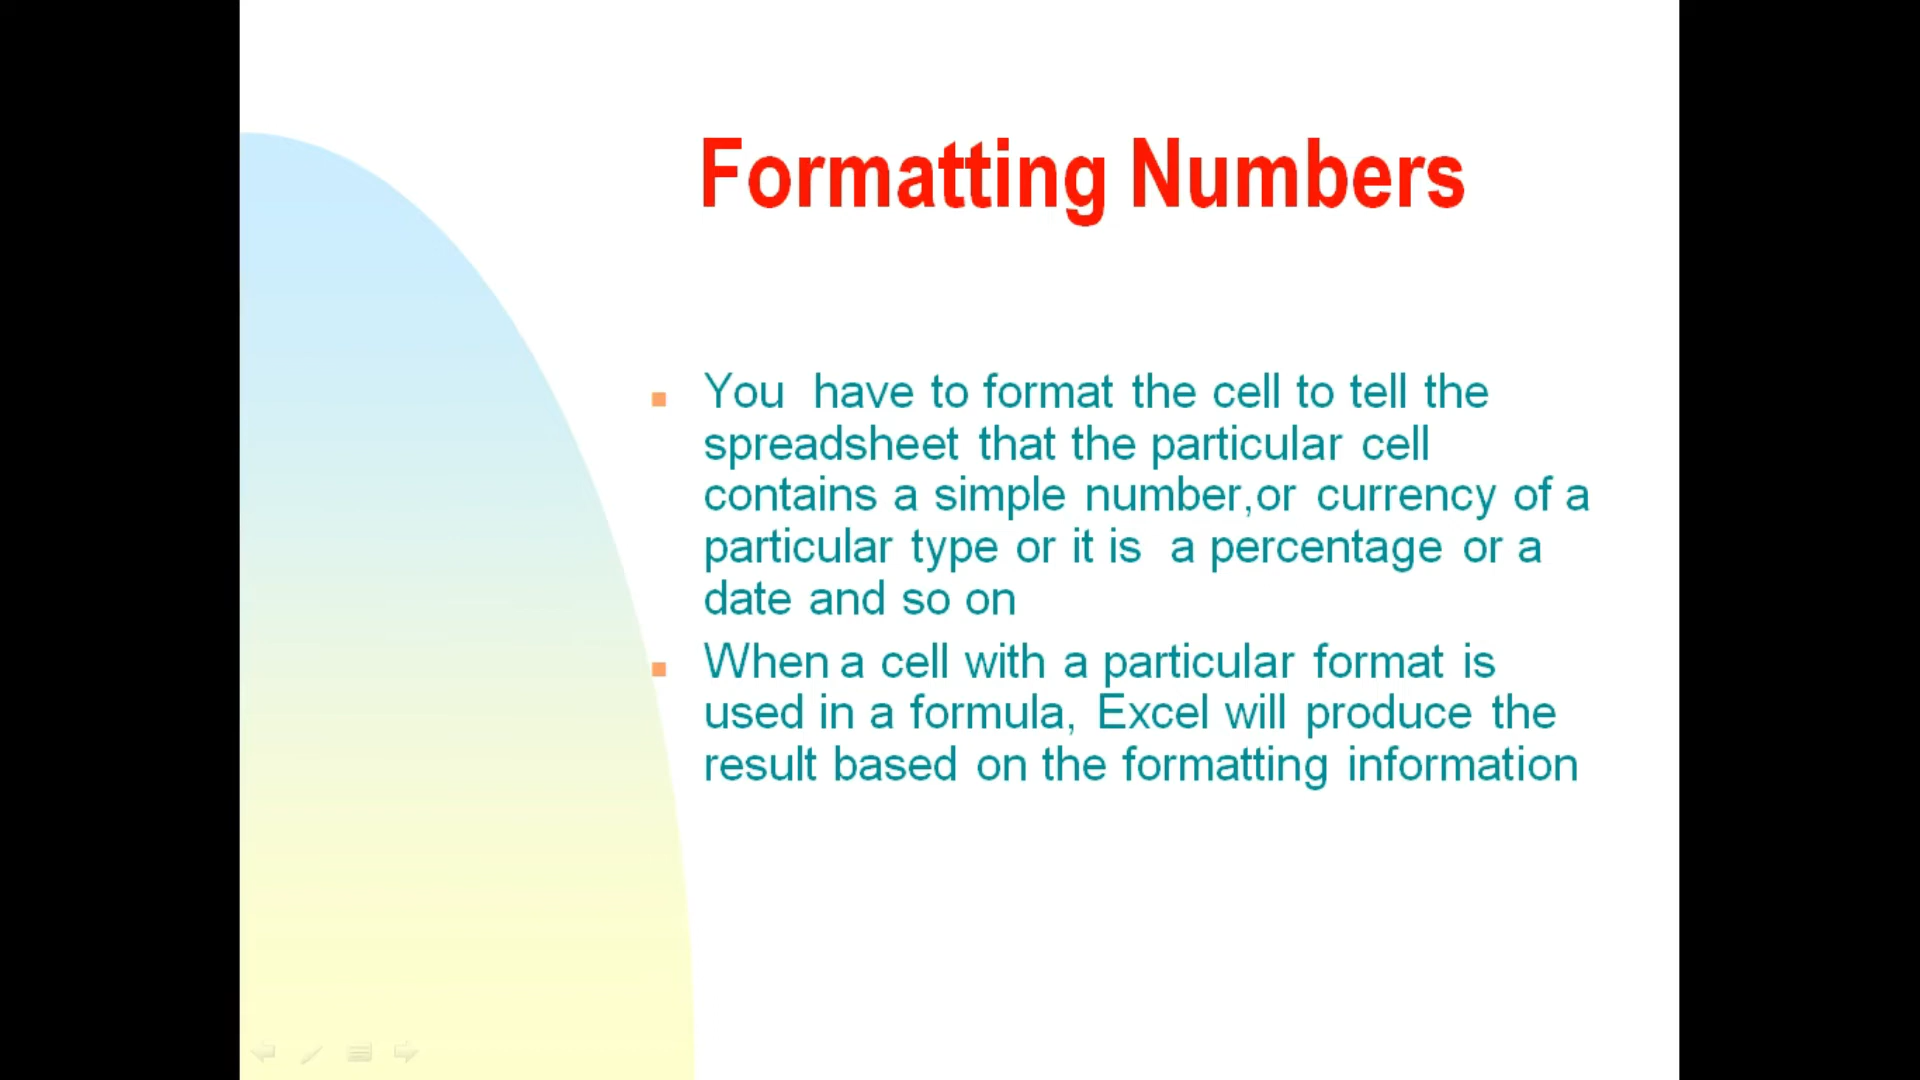 Formatting Numbers
You have to format the cell to tell the
spreadsheet that the particular cell
contains a simple number,or currency of a
particular type or it is a percentage or a
date and so on
When a cell with a particular format is
used in a formula, Excel will produce the
result based on the formatting information